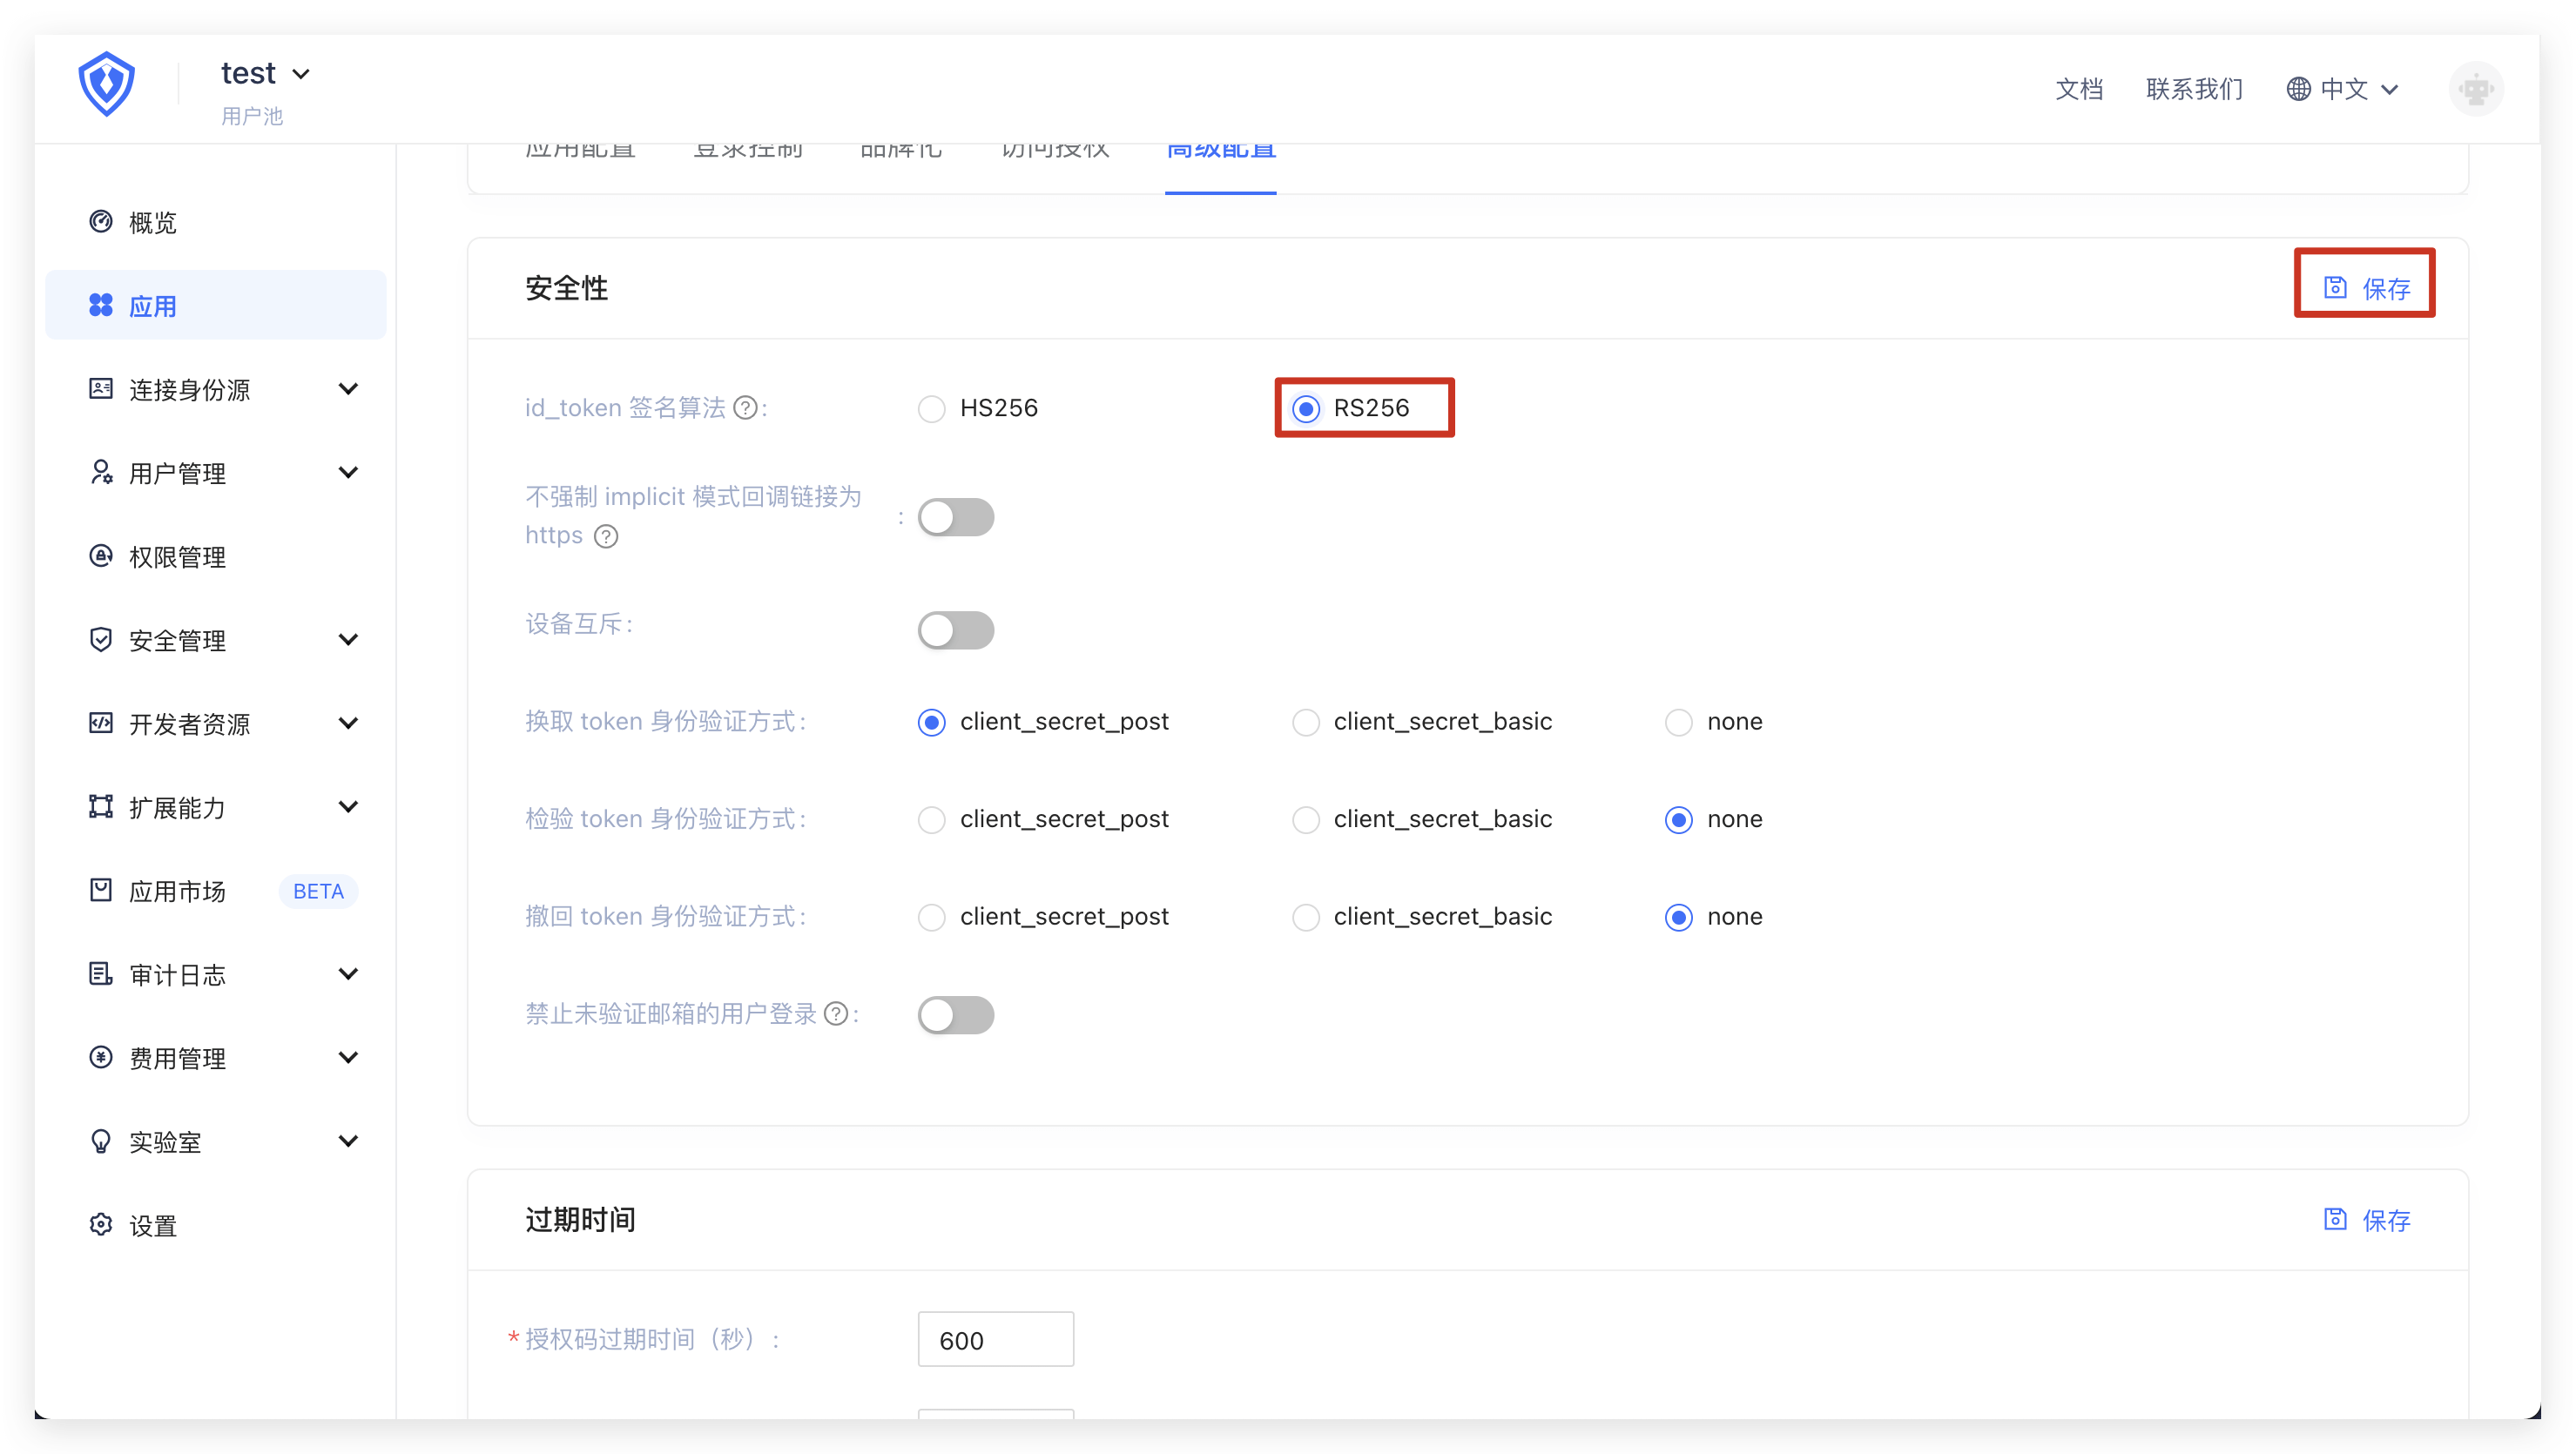 test
用户池
文档
联系我们
中文
应用配置
登录控制
品牌化
访问授权
高级配置
概览
应用
连接身份源
用户管理
权限管理
安全管理
开发者资源
扩展能力
应用市场
BETA
审计日志
费用管理
实验室
设置
安全性
保存
id_token 签名算法 ? :
HS256
RS256
不强制 implicit 模式回调链接为
https ? :
设备互斥 :
换取 token 身份验证方式 :
client_secret_post
client_secret_basic
none
检验 token 身份验证方式 :
client_secret_post
client_secret_basic
none
撤回 token 身份验证方式 :
client_secret_post
client_secret_basic
none
禁止未验证邮箱的用户登录 ? :
过期时间
保存
* 授权码过期时间（秒） :
600